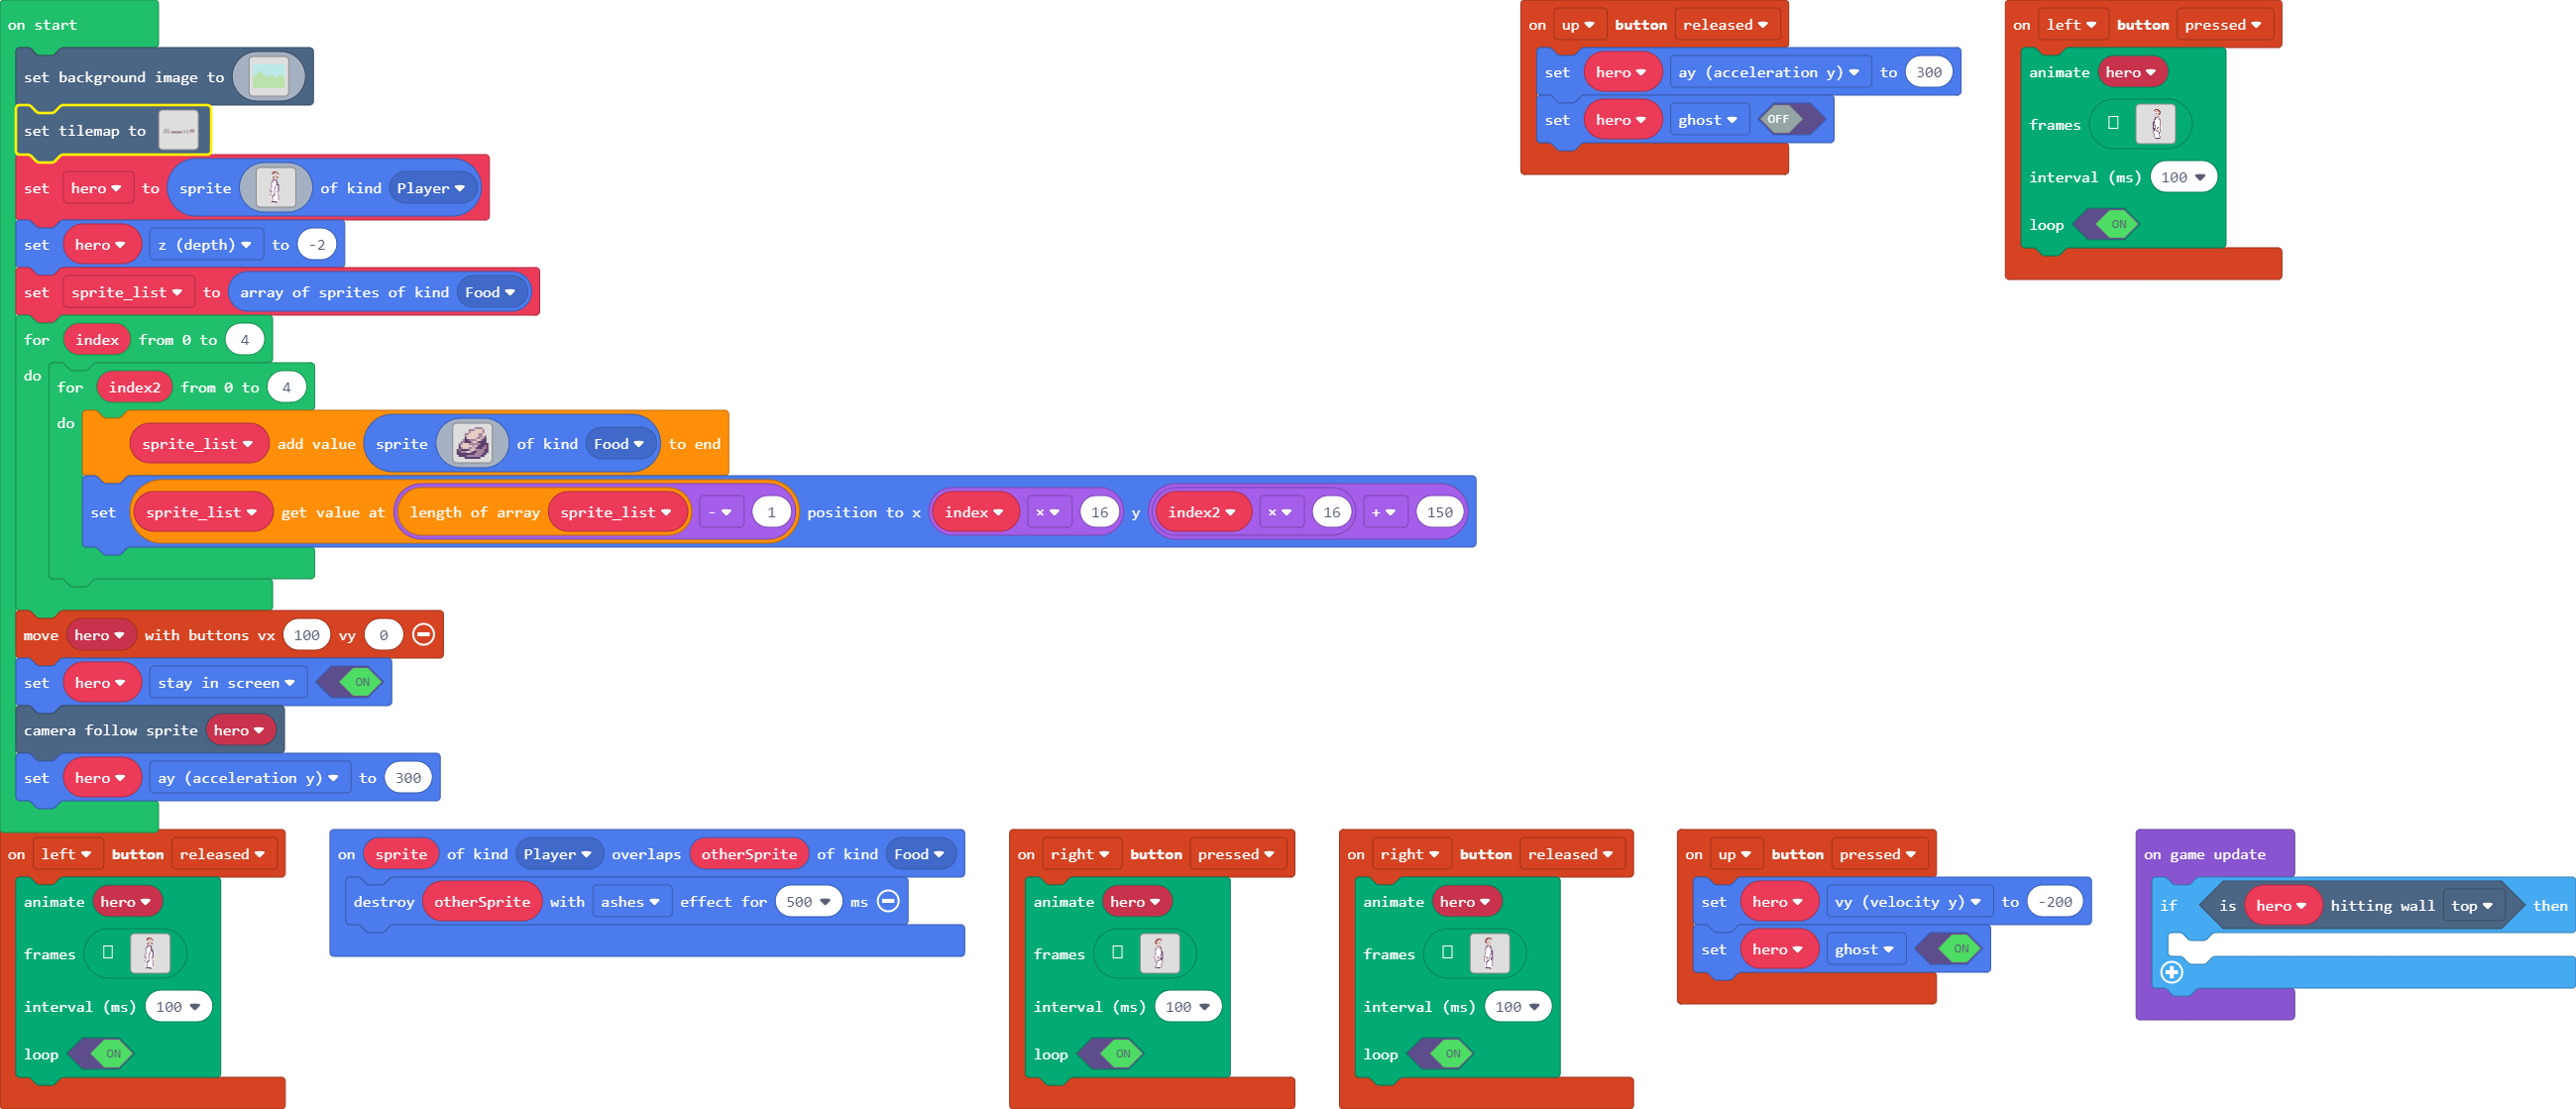 on start
set background image to
set tilemap to
set hero to sprite of kind Player
set hero z (depth) to -2
set sprite_list to array of sprites of kind Food
for index from 0 to 4
do
for index2 from 0 to 4
do
sprite_list add value sprite of kind Food to end
set sprite_list get value at length of array sprite_list - 1 position to x index × 16 y index2 × 16 + 150
move hero with buttons vx 100 vy 0
set hero stay in screen ON
camera follow sprite hero
set hero ay (acceleration y) to 300
on up button released
set hero ay (acceleration y) to 300
set hero ghost OFF
on left button pressed
animate hero
frames
interval (ms) 100
loop ON
on left button released
animate hero
frames
interval (ms) 100
loop ON
on sprite of kind Player overlaps otherSprite of kind Food
destroy otherSprite with ashes effect for 500 ms
on right button pressed
animate hero
frames
interval (ms) 100
loop ON
on right button released
animate hero
frames
interval (ms) 100
loop ON
on up button pressed
set hero vy (velocity y) to -200
set hero ghost ON
on game update
if is hero hitting wall top then